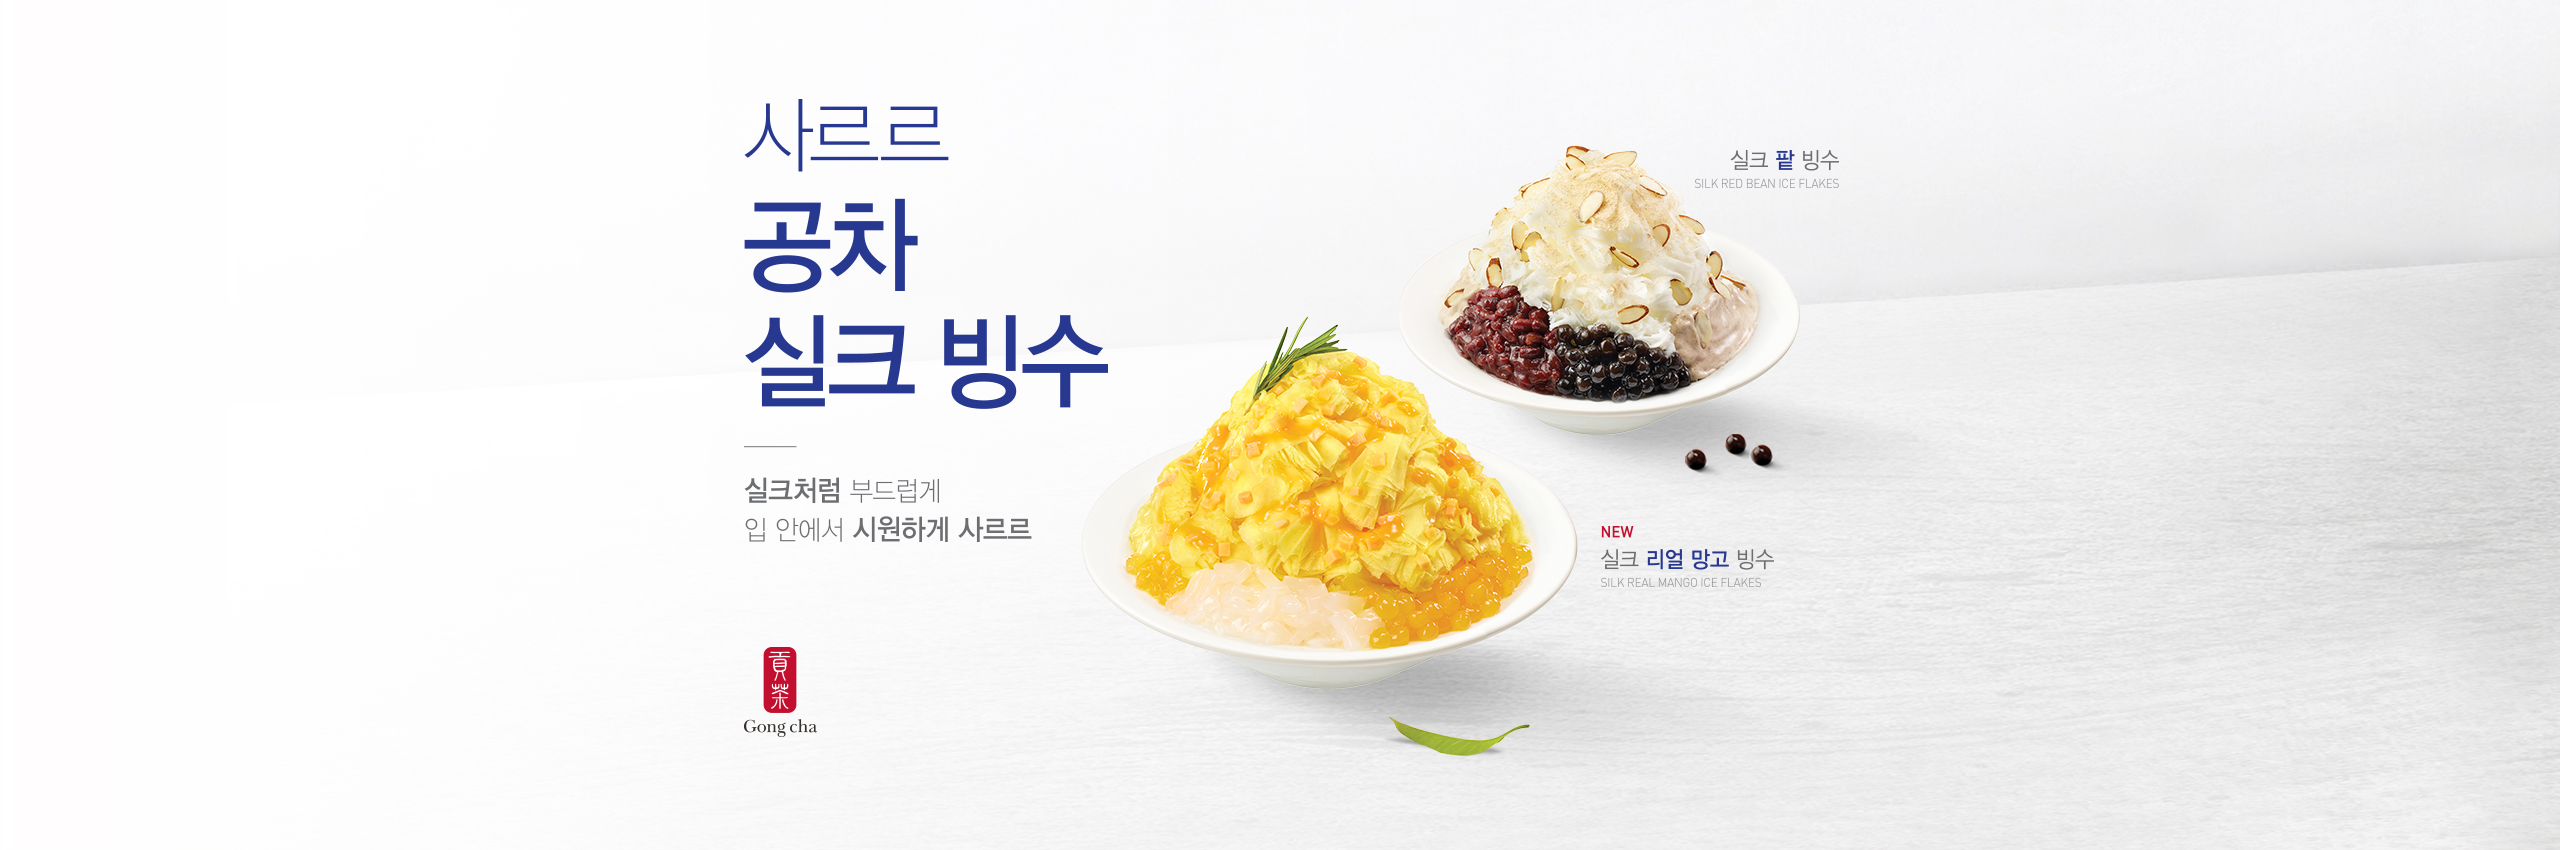 사르르
공차
실크 빙수
실크처럼 부드럽게
입 안에서 시원하게 사르르
貢茶
Gong cha
실크 팥 빙수
SILK RED BEAN ICE FLAKES
NEW
실크 리얼 망고 빙수
SILK REAL MANGO ICE FLAKES